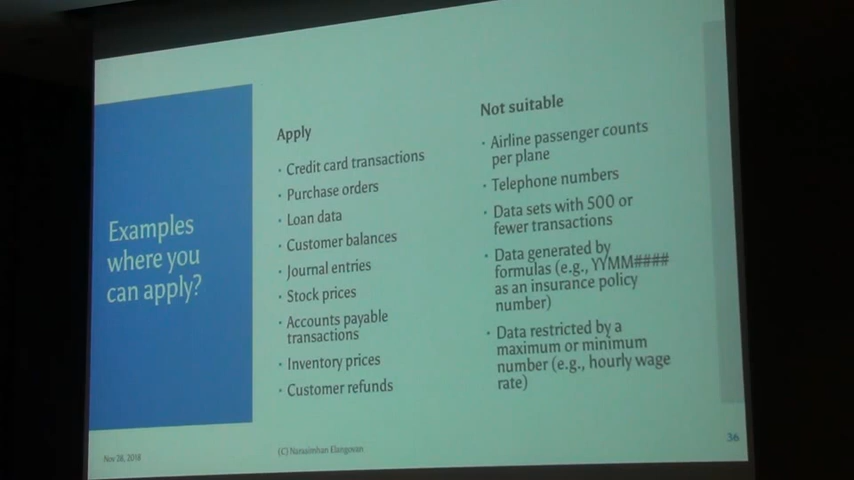 Examples
where you
can apply?
Apply
· Credit card transactions
· Purchase orders
· Loan data
· Customer balances
· Journal entries
· Stock prices
· Accounts payable
transactions
· Inventory prices
· Customer refunds
Not suitable
· Airline passenger counts
per plane
· Telephone numbers
· Data sets with 500 or
fewer transactions
· Data generated by
formulas (e.g., YYMM####
as an insurance policy
number)
· Data restricted by a
maximum or minimum
number (e.g., hourly wage
rate)
Nov 28, 2018
(C) Narasimhan Elangovan
36